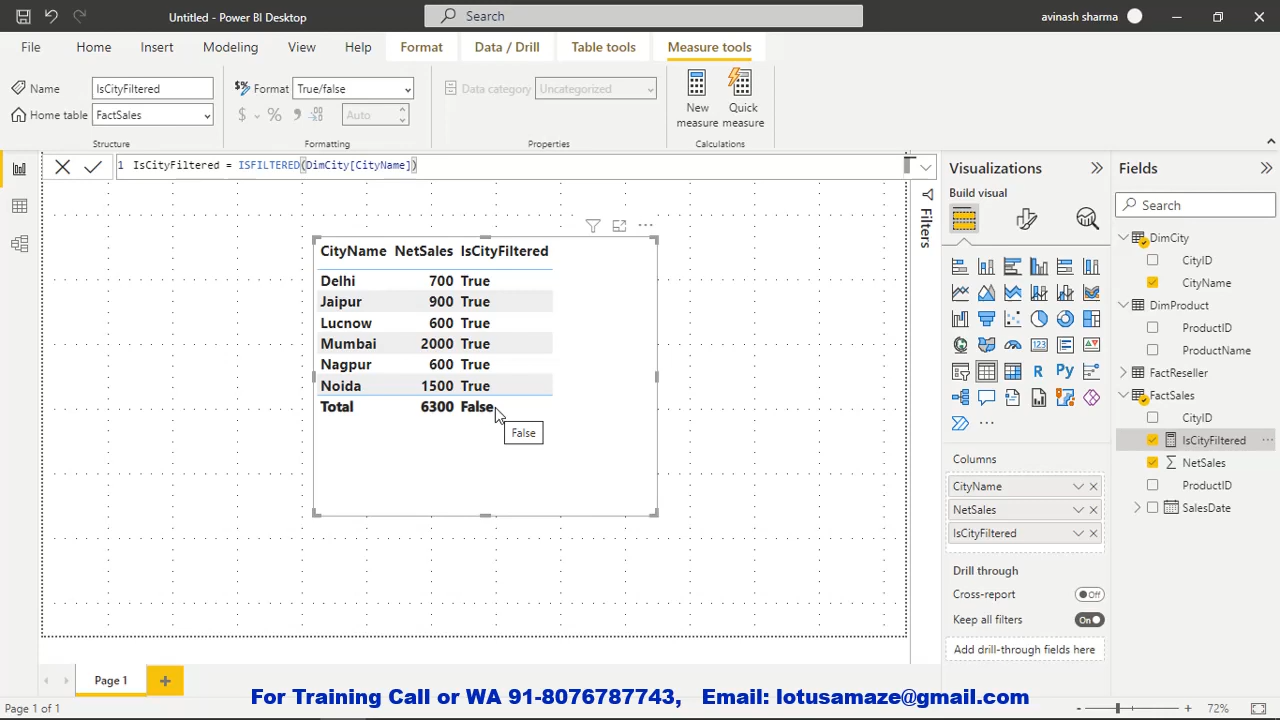 Untitled - Power BI Desktop
Search
avinash sharma
File
Home
Insert
Modeling
View
Help
Format
Data / Drill
Table tools
Measure tools
Name
IsCityFiltered
Home table
FactSales
Structure
$% Format
True/false
$
%
Auto
Formatting
Data category
Uncategorized
Properties
New measure
Quick measure
Calculations
1 IsCityFiltered = ISFILTERED(DimCity[CityName])
CityName NetSales IsCityFiltered
Delhi 700 True
Jaipur 900 True
Lucnow 600 True
Mumbai 2000 True
Nagpur 600 True
Noida 1500 True
Total 6300 False
False
Filters
Visualizations
Build visual
Columns
CityName
NetSales
IsCityFiltered
Drill through
Cross-report
Off
Keep all filters
On
Add drill-through fields here
Fields
Search
DimCity
CityID
CityName
DimProduct
ProductID
ProductName
FactReseller
FactSales
CityID
IsCityFiltered
NetSales
ProductID
SalesDate
Page 1
For Training Call or WA 91-8076787743, Email: lotusamaze@gmail.com
Page 1 of 1
72%